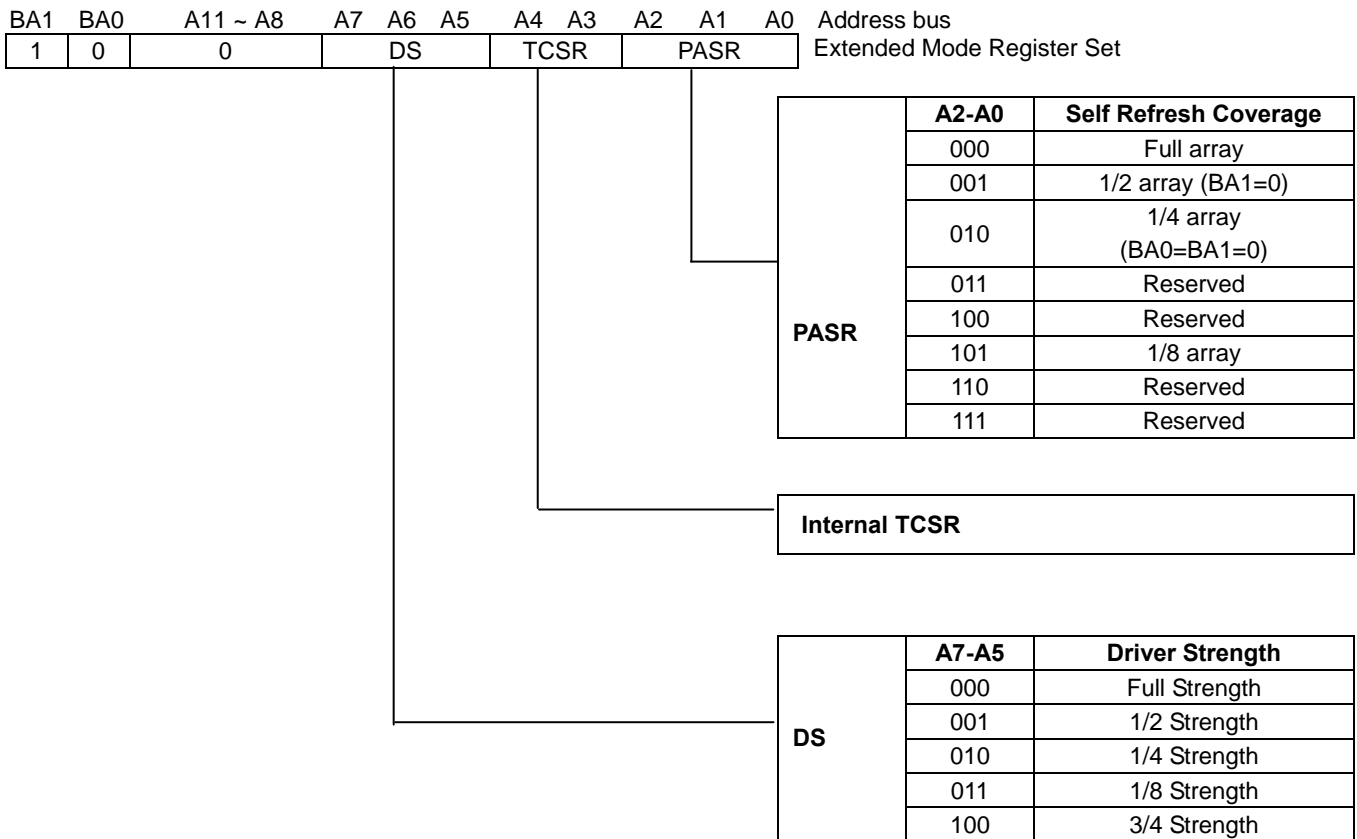 BA1 BA0 A11 ~ A8 A7 A6 A5 A4 A3 A2 A1 A0 Address bus
1 0 0 DS TCSR PASR Extended Mode Register Set
A2-A0 Self Refresh Coverage
000 Full array
001 1/2 array (BA1=0)
010 1/4 array
(BA0=BA1=0)
011 Reserved
PASR
100 Reserved
101 1/8 array
110 Reserved
111 Reserved
Internal TCSR
A7-A5 Driver Strength
000 Full Strength
DS
001 1/2 Strength
010 1/4 Strength
011 1/8 Strength
100 3/4 Strength